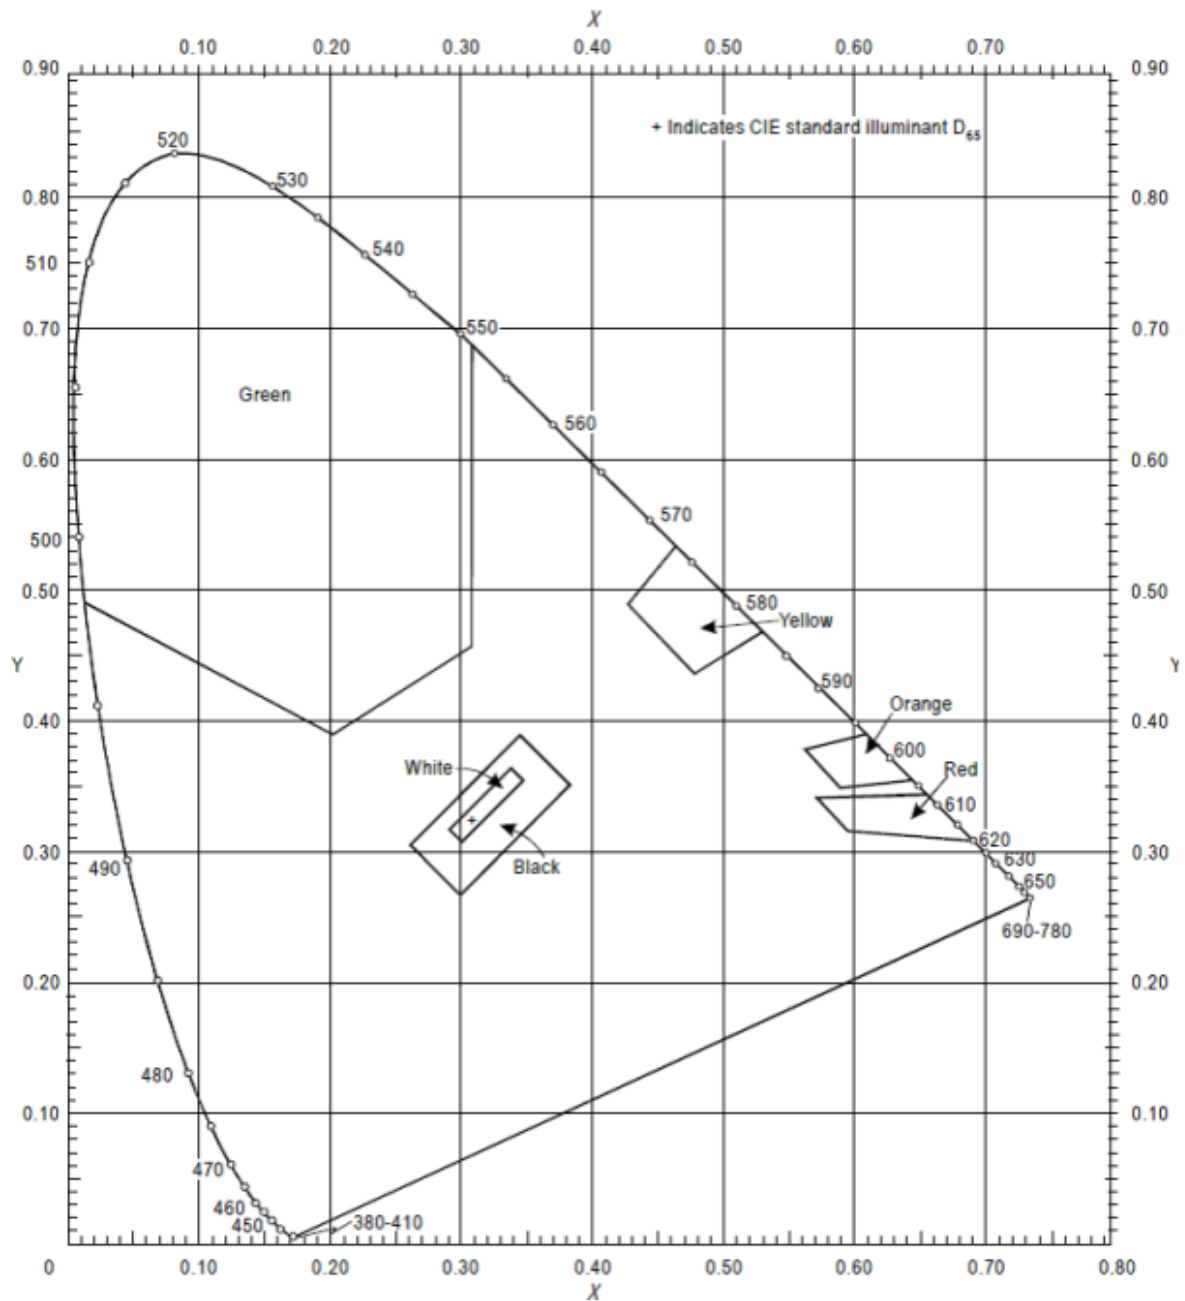 X
0.10 0.20 0.30 0.40 0.50 0.60 0.70
0.90 0.90
+ Indicates CIE standard illuminant D₆₅
520
530
0.80 0.80
540
510
0.70 550 0.70
Green
560
0.60 0.60
570
500
0.50 0.50
580
Yellow
Y Y
590
Orange
0.40 0.40
600
White Red
610
620
0.30 0.30
630
Black
490
650
690-780
0.20 0.20
480
0.10 0.10
470
460
450 380-410
0 0.10 0.20 0.30 0.40 0.50 0.60 0.70 0.80
X